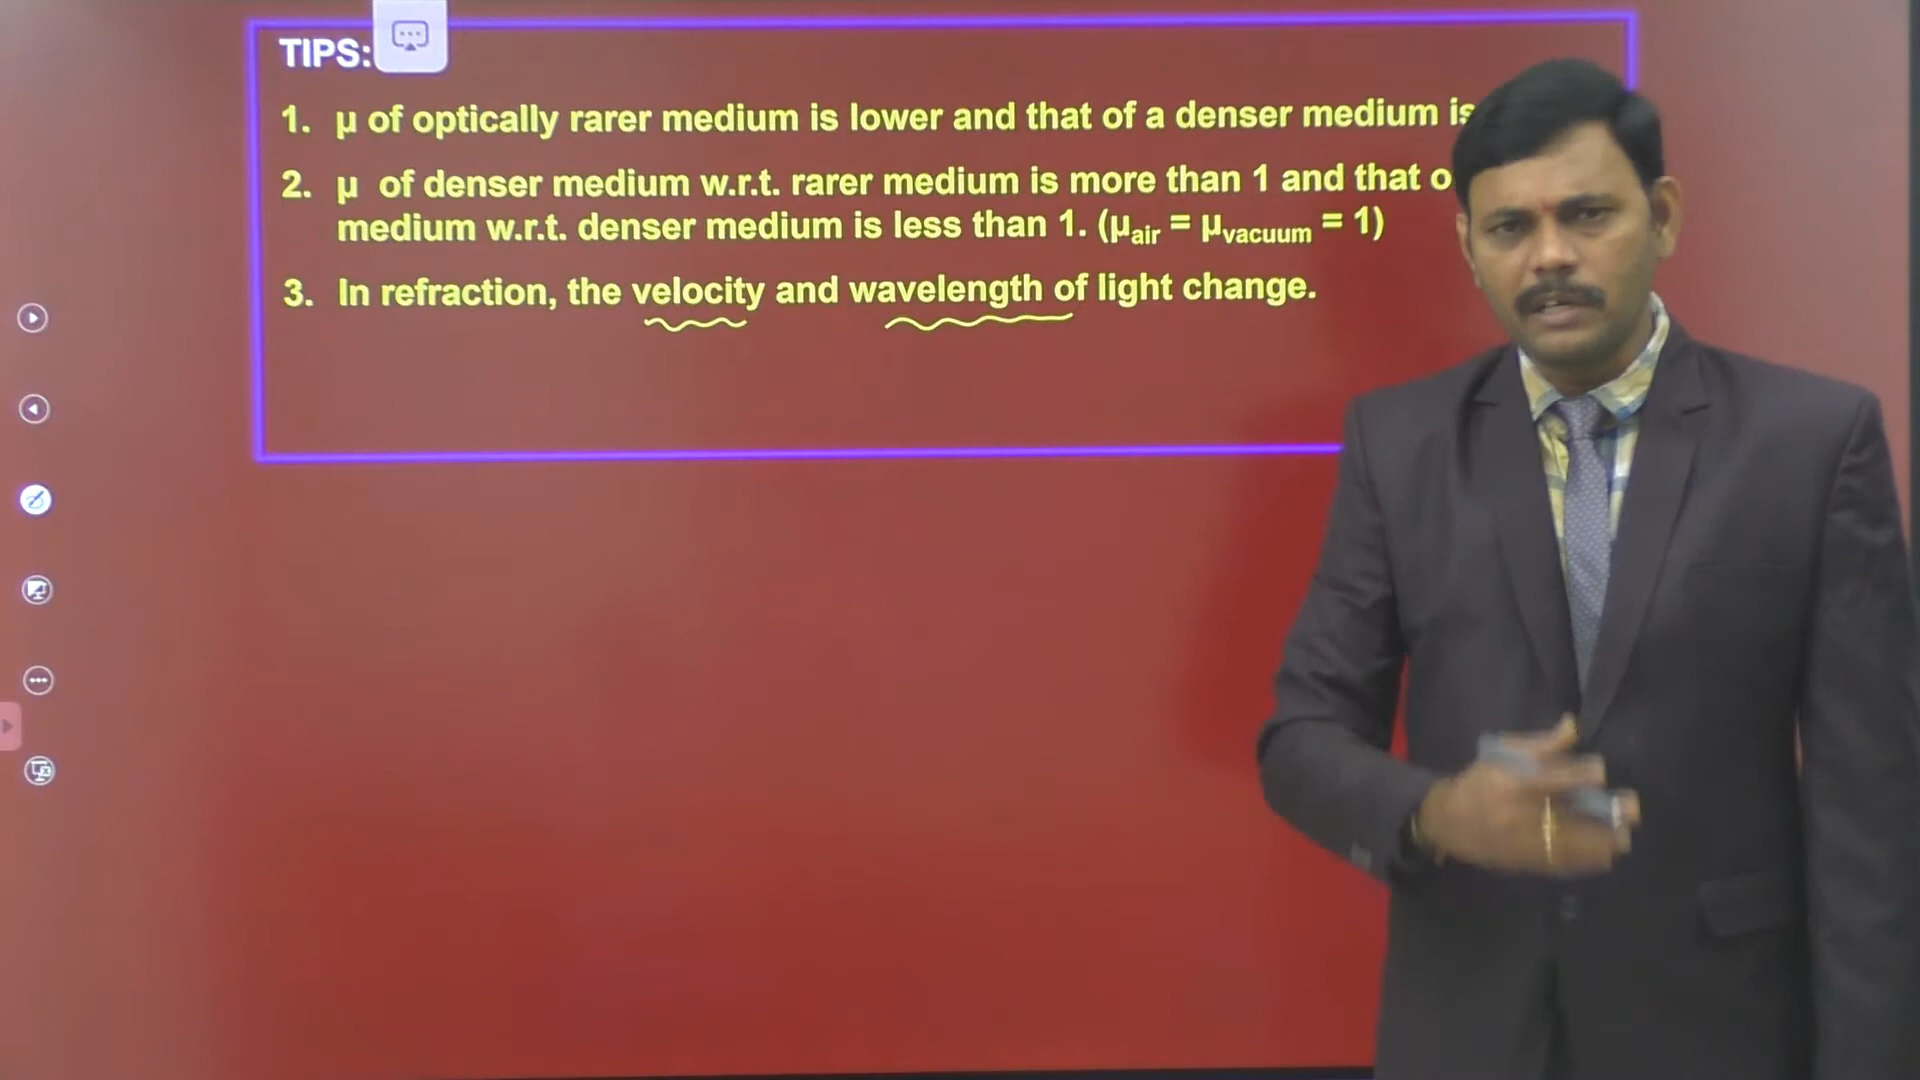 TIPS:
1. μ of optically rarer medium is lower and that of a denser medium is
2. μ of denser medium w.r.t. rarer medium is more than 1 and that
medium w.r.t. denser medium is less than 1. (μair = μvacuum = 1)
3. In refraction, the velocity and wavelength of light change.